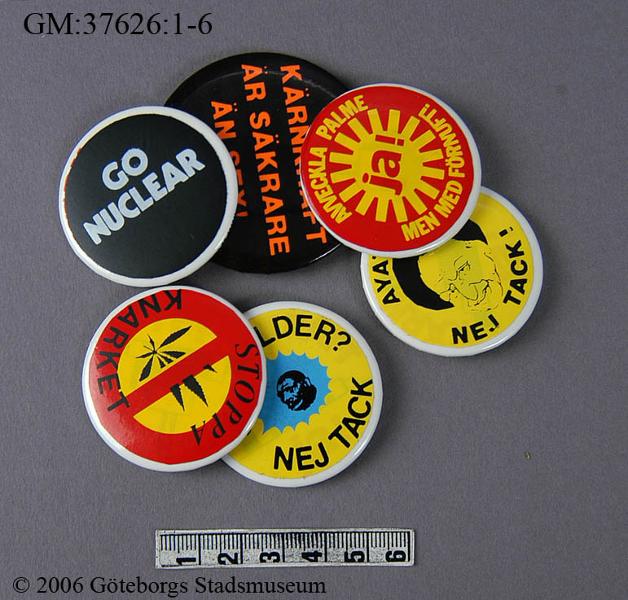 GM:37626:1-6
GO
NUCLEAR
KÄRNKRAFT
ÄR SÄKRARE
ÄN SEX!
AVVECKLA PALME
ja!
MEN MED FÖRNUFT!!
NEJ TACK!
STOPPA
KNARKET
NEJ TACK
1 2 3 4 5 6
© 2006 Göteborgs Stadsmuseum